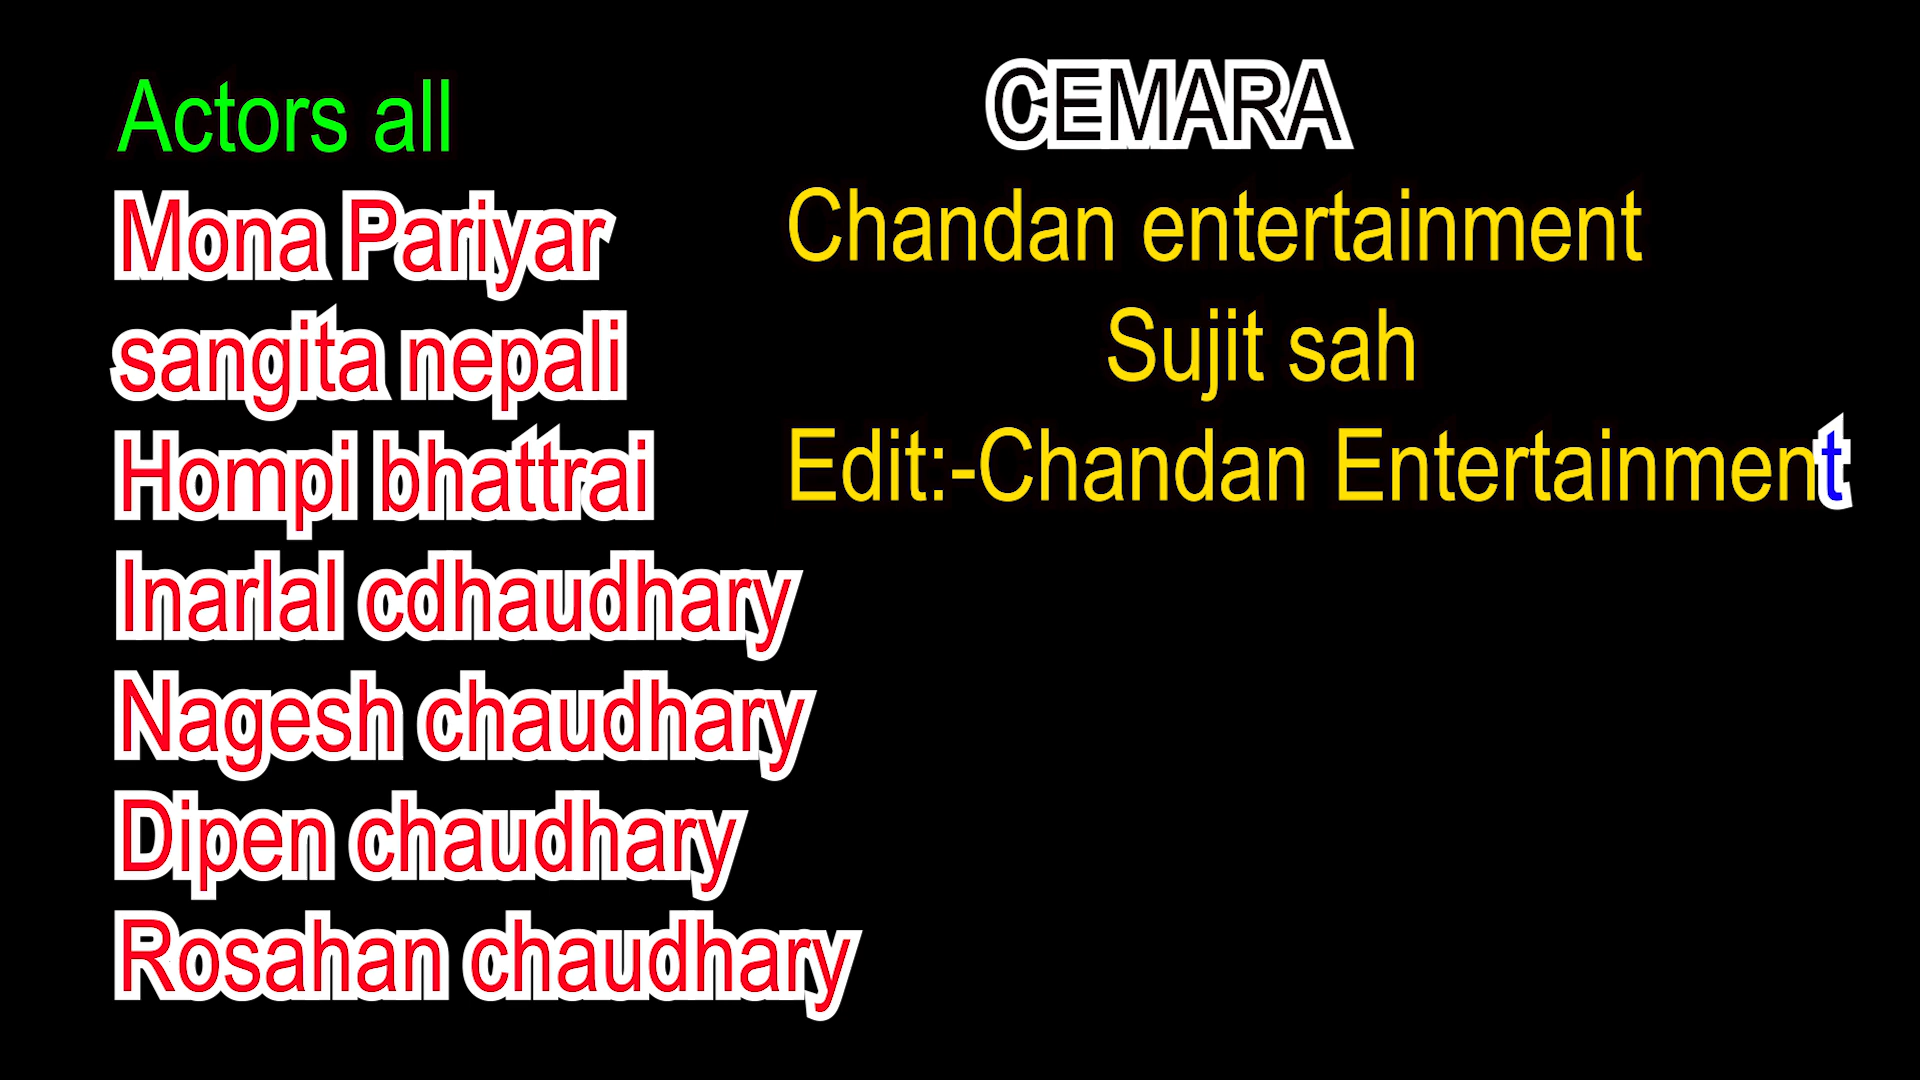 Actors all
Mona Pariyar
sangita nepali
Hompi bhattrai
Inarlal cdhaudhary
Nagesh chaudhary
Dipen chaudhary
Rosahan chaudhary
CEMARA
Chandan entertainment
Sujit sah
Edit:-Chandan Entertainment